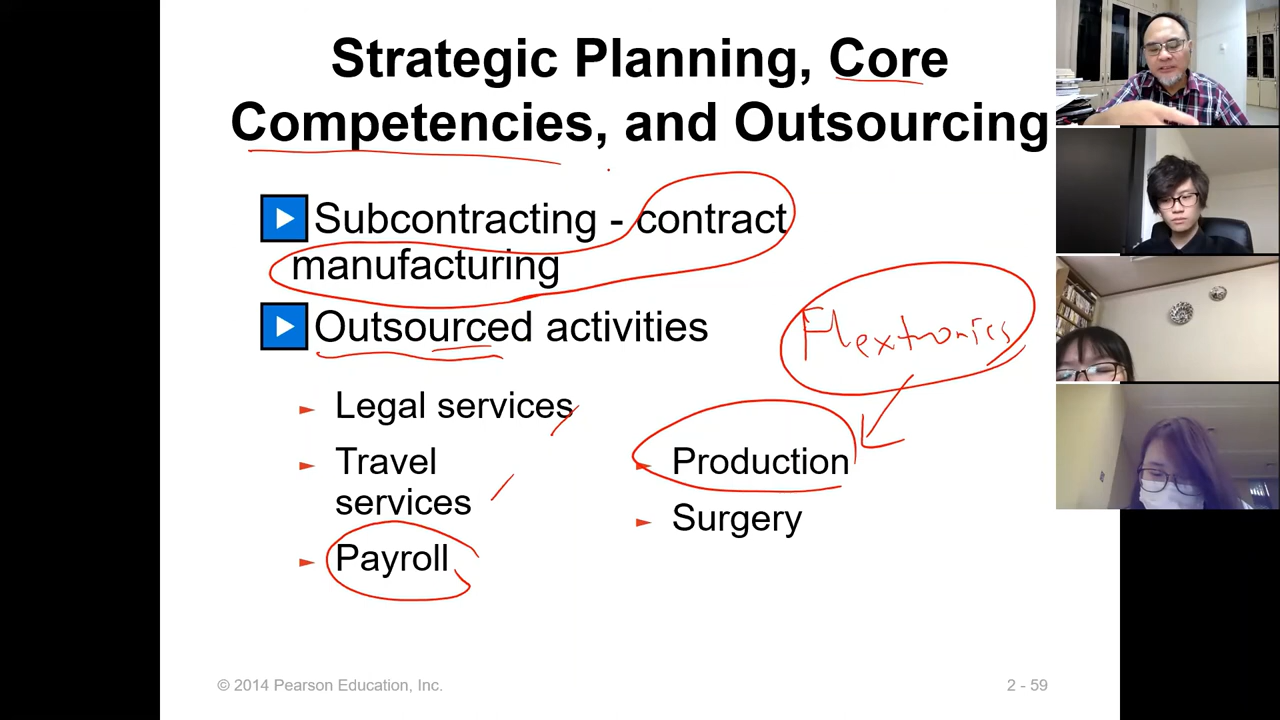 Strategic Planning, Core
Competencies, and Outsourcing
Subcontracting - contract
manufacturing
Outsourced activities
Flextronics
Legal services
Travel
services
Payroll
Production
Surgery
© 2014 Pearson Education, Inc.
2 - 59